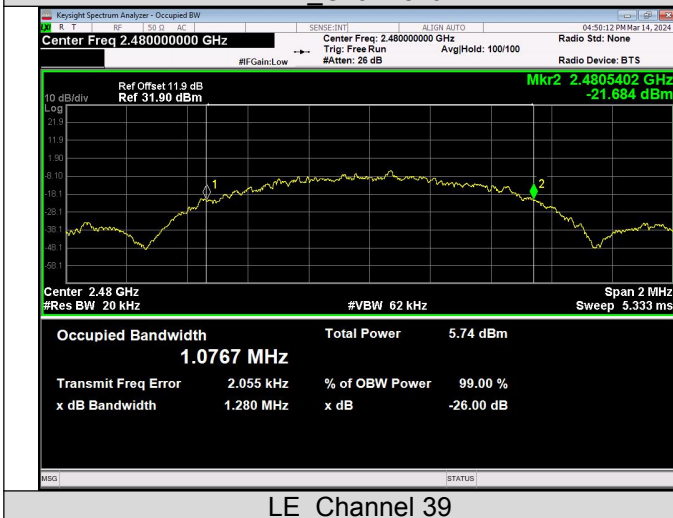 Keysight Spectrum Analyzer - Occupied BW
LXI R T RF 50 Ω AC SENSE:INT ALIGN AUTO 04:50:12 PM Mar 14, 2024
Center Freq 2.480000000 GHz Center Freq: 2.480000000 GHz Radio Std: None
Trig: Free Run Avg|Hold: 100/100
#IFGain:Low #Atten: 26 dB Radio Device: BTS
Mkr2 2.4805402 GHz
Ref Offset 11.9 dB
-21.684 dBm
10 dB/div Ref 31.90 dBm
Log
21.9
11.9
1.90
-8.10
-18.1
-28.1
-38.1
-48.1
-58.1
1
2
Center 2.48 GHz Span 2 MHz
#Res BW 20 kHz #VBW 62 kHz Sweep 5.333 ms
Occupied Bandwidth Total Power 5.74 dBm
1.0767 MHz
Transmit Freq Error 2.055 kHz % of OBW Power 99.00 %
x dB Bandwidth 1.280 MHz x dB -26.00 dB
MSG STATUS
LE_Channel 39